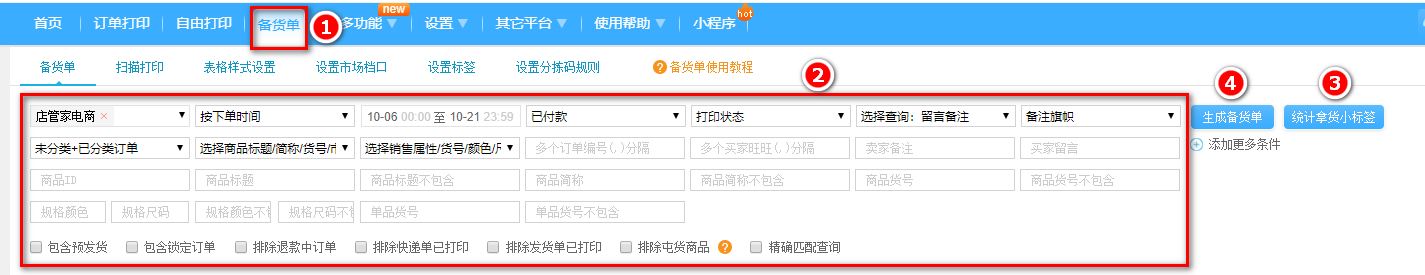 new hot
首页 订单打印 自由打印 备货单 1 多功能 设置 其它平台 使用帮助 小程序
备货单 扫描打印 表格样式设置 设置市场档口 设置标签 设置分拣码规则 ? 备货单使用教程 2 4 3
店管家电商 × 按下单时间 10-06 00:00 至 10-21 23:59 已付款 打印状态 选择查询：留言备注 备注旗帜 生成备货单 统计拿货小标签
未分类+已分类订单 选择商品标题/简称/货号/市 选择销售属性/货号/颜色/尺 多个订单编号(,)分隔 多个买家旺旺(,)分隔 卖家备注 买家留言 添加更多条件
商品ID 商品标题 商品标题不包含 商品简称 商品简称不包含 商品货号 商品货号不包含
规格颜色 规格尺码 规格颜色不 规格尺码不 单品货号 单品货号不包含
包含预发货 包含锁定订单 排除退款中订单 排除快递单已打印 排除发货单已打印 排除屯货商品 ? 精确匹配查询